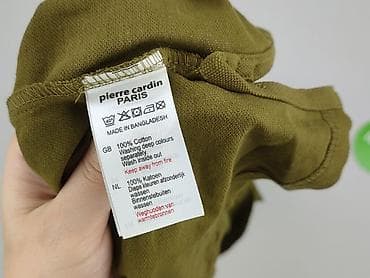 pierre cardin
PARIS
MADE IN BANGLADESH
GB 100% Cotton
Washing deep colours
separately
Wash inside out
Keep away from fire
NL 100% Katoen
Diepe kleuren afzonderlijk
wassen
Binnenstebuiten
wassen
Weghouden van
warmtebronnen